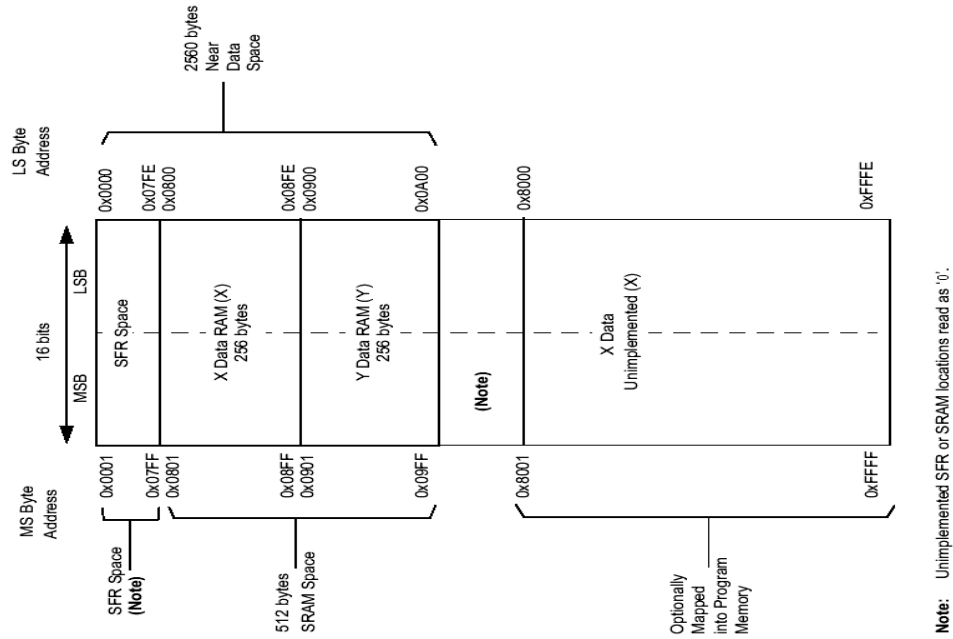 MS Byte
Address
16 bits
LS Byte
Address
MSB
LSB
SFR Space
(Note)
0x0001
SFR Space
0x0000
0x07FF
0x07FE
0x0801
0x0800
2560 bytes
Near
Data
Space
512 bytes
SRAM Space
X Data RAM (X)
256 bytes
0x08FF
0x08FE
0x0901
0x0900
Y Data RAM (Y)
256 bytes
0x09FF
0x0A00
(Note)
0x8001
0x8000
Optionally
Mapped
into Program
Memory
X Data
Unimplemented (X)
0xFFFF
0xFFFE
Note: Unimplemented SFR or SRAM locations read as '0'.